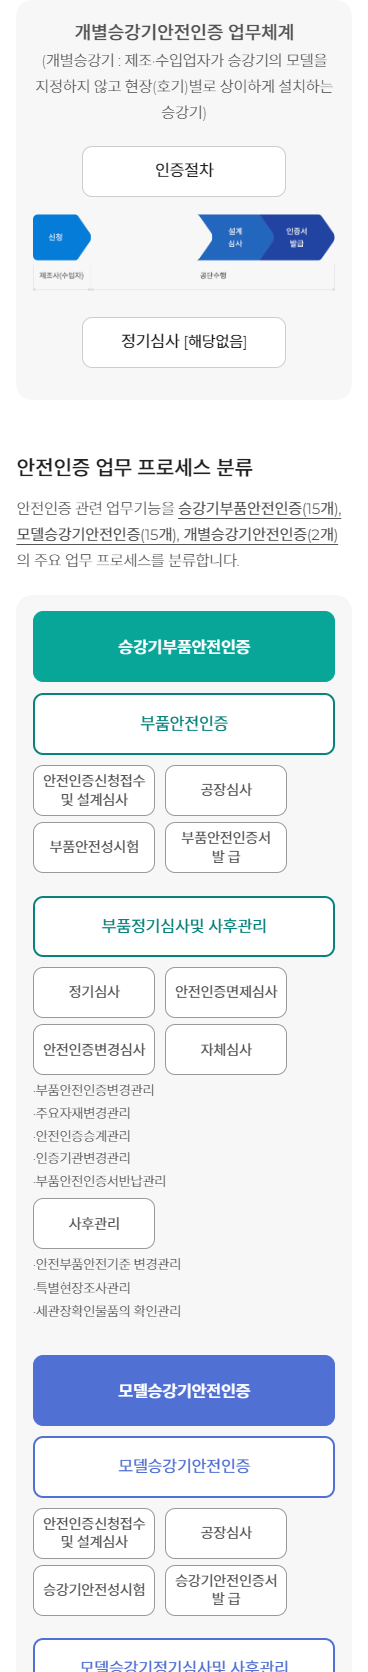 개별승강기안전인증 업무체계
(개별승강기 : 제조·수입업자가 승강기의 모델을
지정하지 않고 현장(호기)별로 상이하게 설치하는
승강기)
인증절차
신청
설계
심사
인증서
발급
제조사(수입자)
공단수행
정기심사 [해당없음]
안전인증 업무 프로세스 분류
안전인증 관련 업무기능을 승강기부품안전인증(15개),
모델승강기안전인증(15개), 개별승강기안전인증(2개)
의 주요 업무 프로세스를 분류합니다.
승강기부품안전인증
부품안전인증
안전인증신청접수
및 설계심사
공장심사
부품안전성시험
부품안전인증서
발 급
부품정기심사및 사후관리
정기심사
안전인증면제심사
안전인증변경심사
자체심사
·부품안전인증변경관리
·주요자재변경관리
·안전인증승계관리
·인증기관변경관리
·부품안전인증서반납관리
사후관리
·안전부품안전기준 변경관리
·특별현장조사관리
·세관장확인물품의 확인관리
모델승강기안전인증
모델승강기안전인증
안전인증신청접수
및 설계심사
공장심사
승강기안전성시험
승강기안전인증서
발 급
모델승강기정기심사및 사후관리